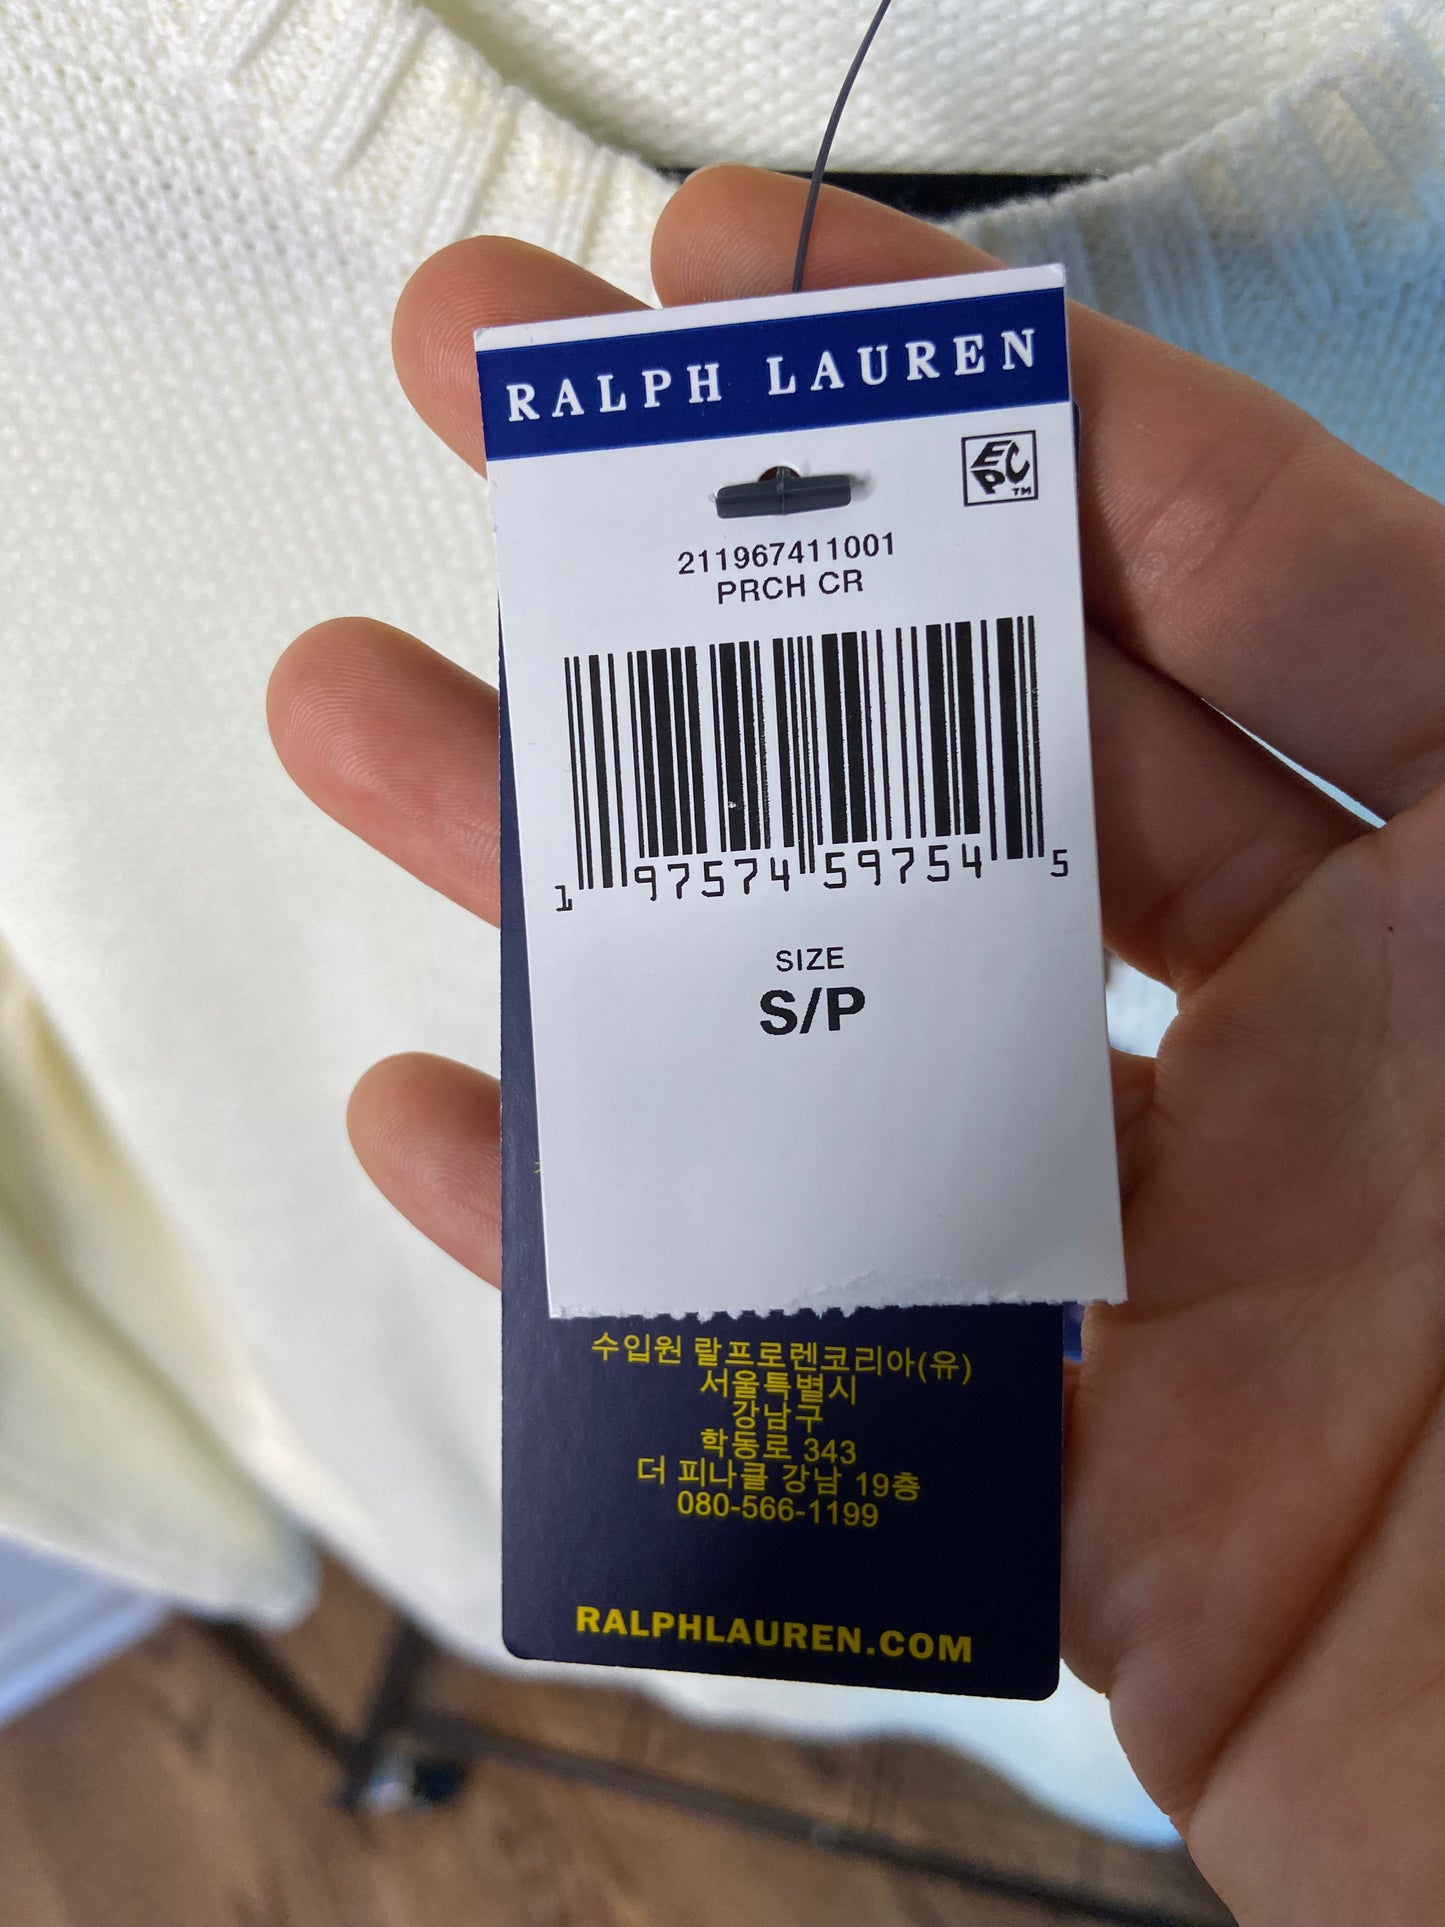 RALPH LAUREN
EPC™
211967411001
PRCH CR
1 97574 59754 5
SIZE
S/P
수입원 랄프로렌코리아(유)
서울특별시
강남구
학동로 343
더 피나클 강남 19층
080-566-1199
RALPHLAUREN.COM